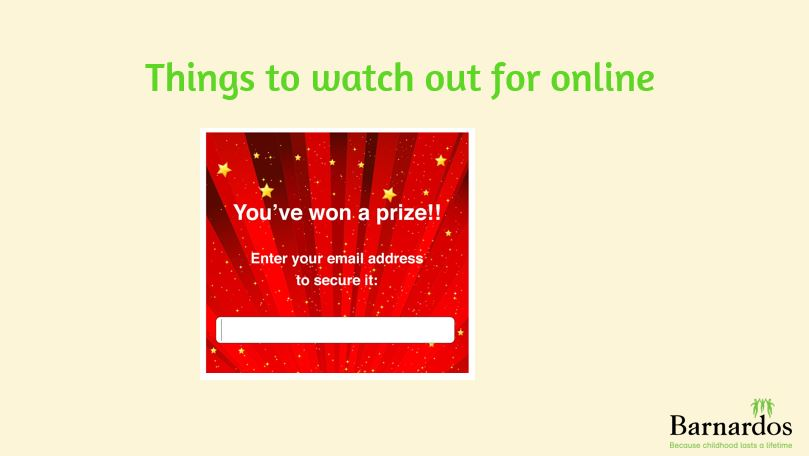 Things to watch out for online
You’ve won a prize!!
Enter your email address
to secure it:
Barnardos
Because childhood lasts a lifetime